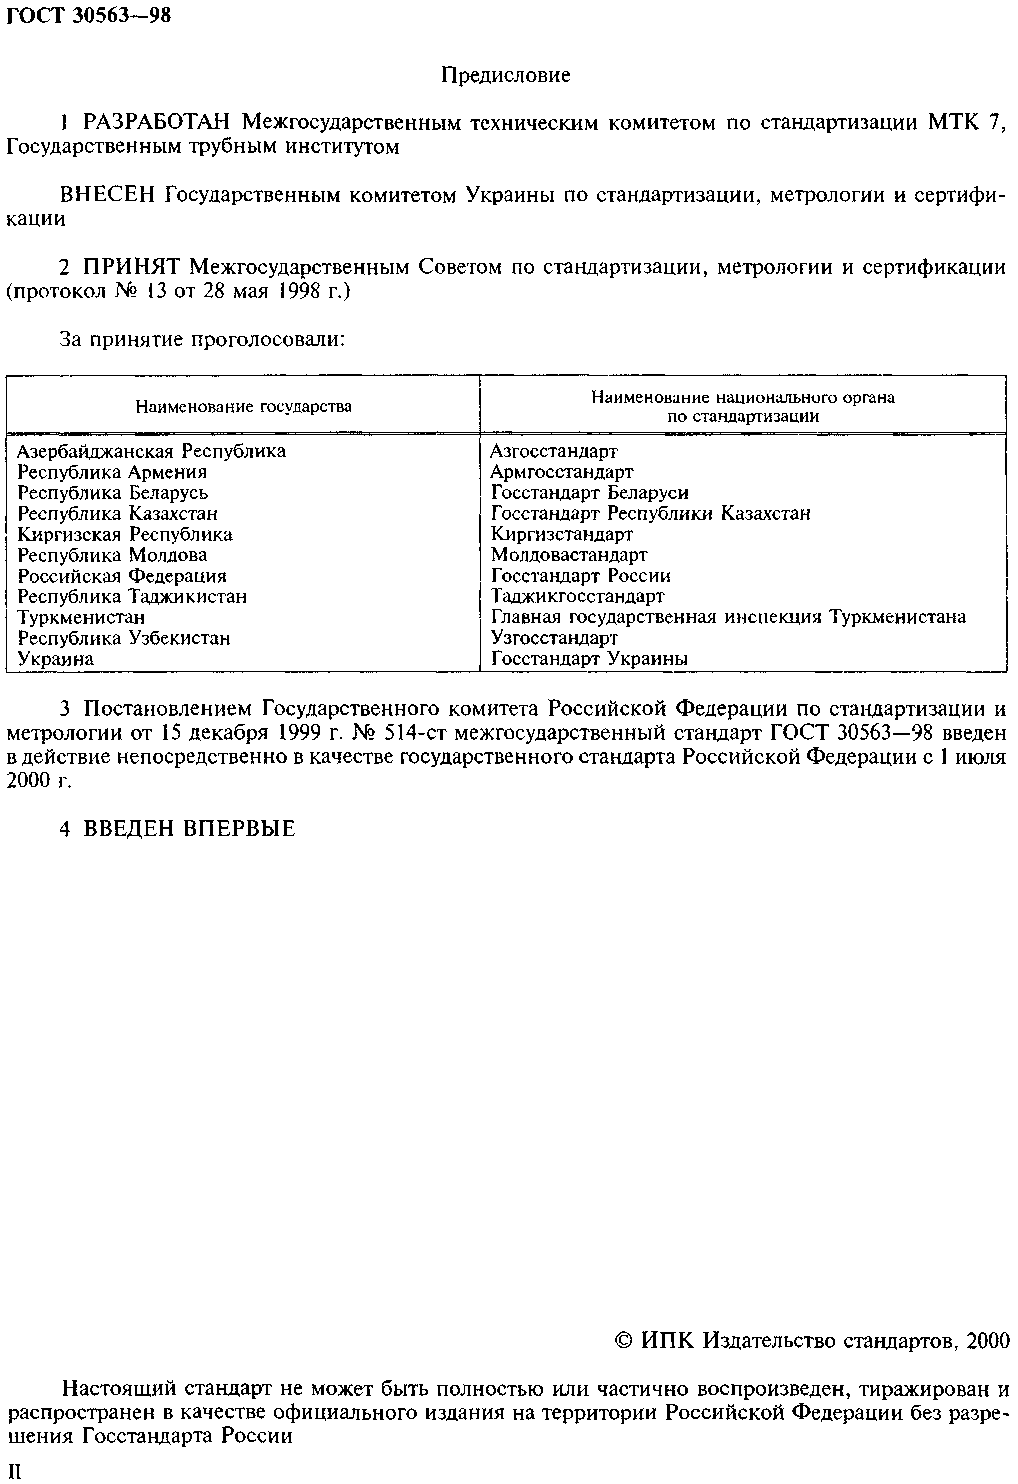 ГОСТ 30563—98
Предисловие
1 РАЗРАБОТАН Межгосударственным техническим комитетом по стандартизации МТК 7,
Государственным трубным институтом
ВНЕСЕН Государственным комитетом Украины по стандартизации, метрологии и сертифи-
кации
2 ПРИНЯТ Межгосударственным Советом по стандартизации, метрологии и сертификации
(протокол № 13 от 28 мая 1998 г.)
За принятие проголосовали:
Наименование государства
Наименование национального органа
по стандартизации
Азербайджанская Республика Азгосстандарт
Республика Армения Армгосстандарт
Республика Беларусь Госстандарт Беларуси
Республика Казахстан Госстандарт Республики Казахстан
Киргизская Республика Киргизстандарт
Республика Молдова Молдовастандарт
Российская Федерация Госстандарт России
Республика Таджикистан Таджикгосстандарт
Туркменистан Главная государственная инспекция Туркменистана
Республика Узбекистан Узгосстандарт
Украина Госстандарт Украины
3 Постановлением Государственного комитета Российской Федерации по стандартизации и
метрологии от 15 декабря 1999 г. № 514-ст межгосударственный стандарт ГОСТ 30563—98 введен
в действие непосредственно в качестве государственного стандарта Российской Федерации с 1 июля
2000 г.
4 ВВЕДЕН ВПЕРВЫЕ
© ИПК Издательство стандартов, 2000
Настоящий стандарт не может быть полностью или частично воспроизведен, тиражирован и
распространен в качестве официального издания на территории Российской Федерации без разре-
шения Госстандарта России
II